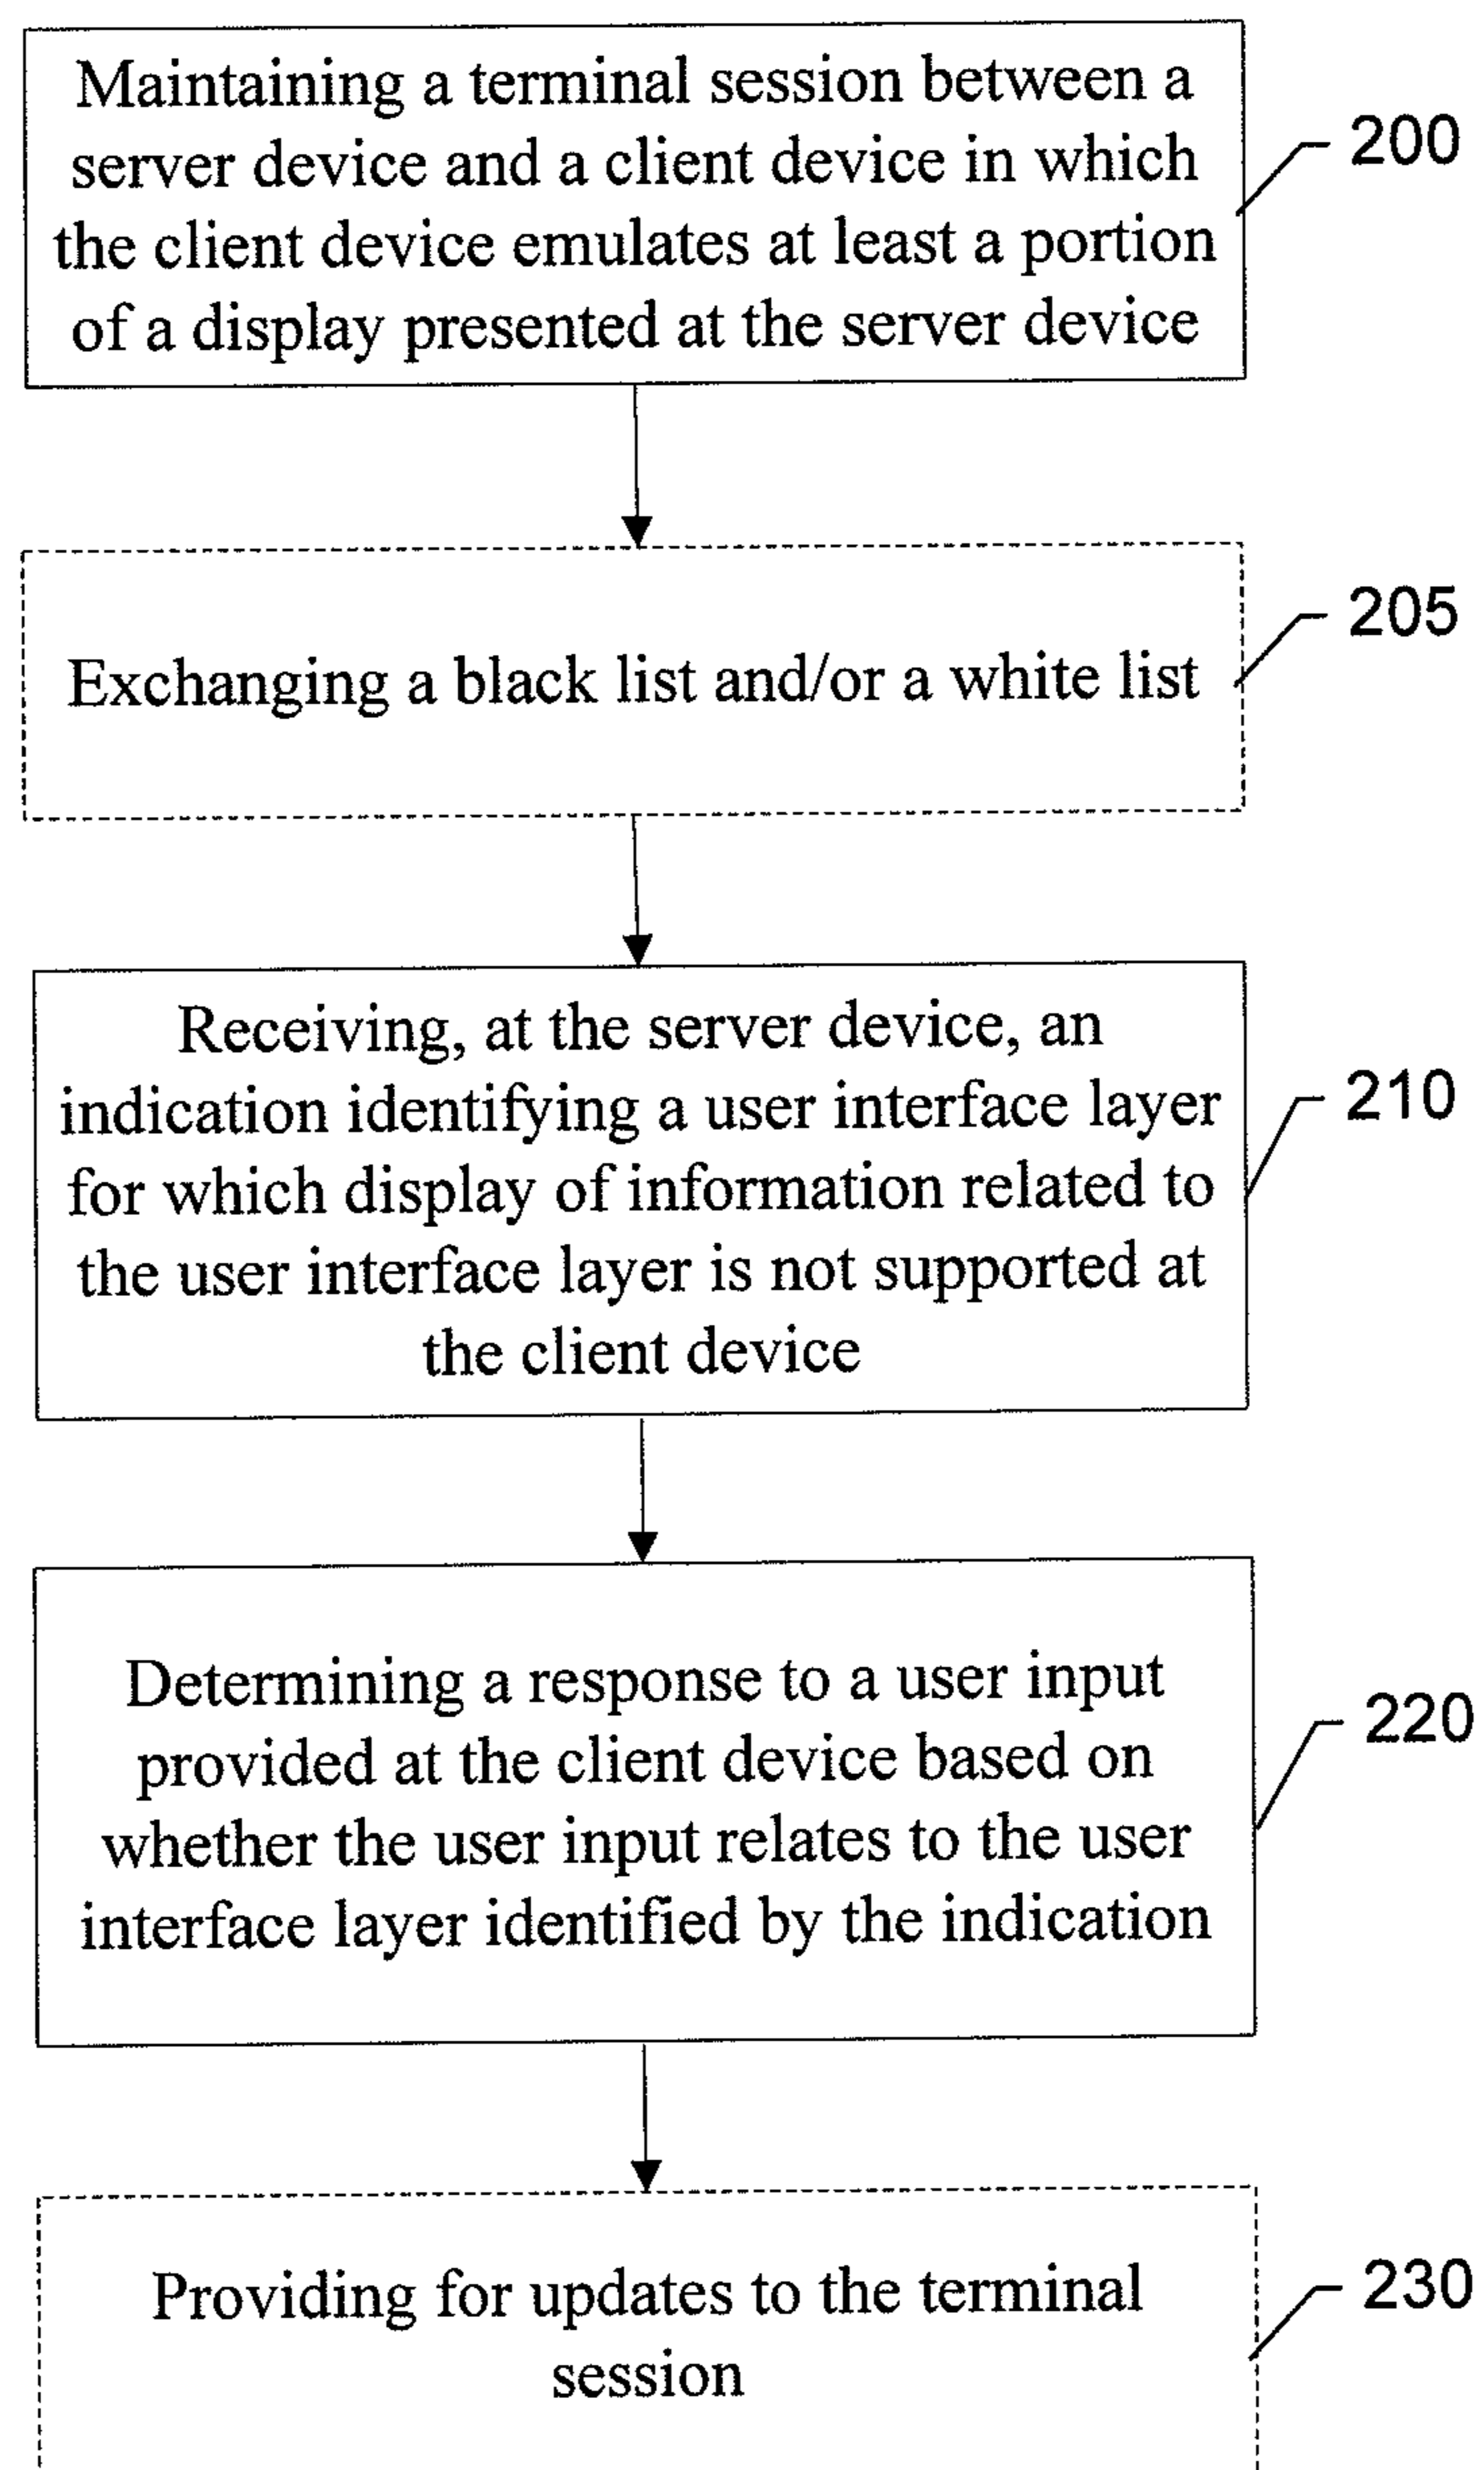 Maintaining a terminal session between a
server device and a client device in which
the client device emulates at least a portion
of a display presented at the server device
200
Exchanging a black list and/or a white list
205
Receiving, at the server device, an
indication identifying a user interface layer
for which display of information related to
the user interface layer is not supported at
the client device
210
Determining a response to a user input
provided at the client device based on
whether the user input relates to the user
interface layer identified by the indication
220
Providing for updates to the terminal
session
230